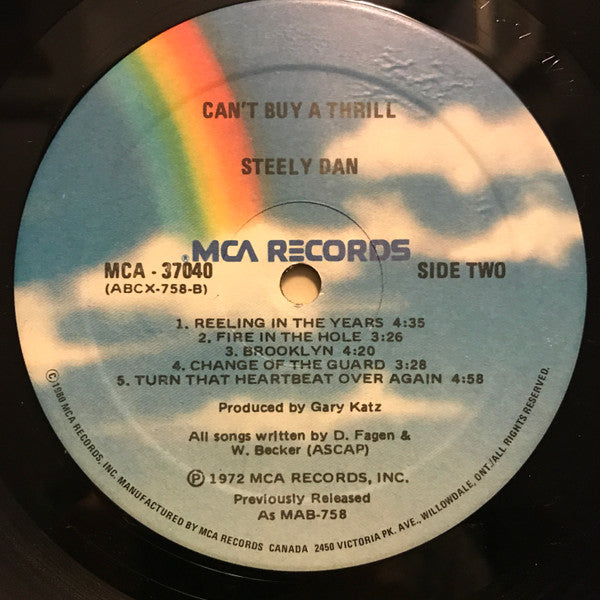 CAN'T BUY A THRILL
STEELY DAN
MCA RECORDS
®
MCA - 37040
(ABCX-758-B)
SIDE TWO
1. REELING IN THE YEARS 4:35
2. FIRE IN THE HOLE 3:26
3. BROOKLYN 4:20
4. CHANGE OF THE GUARD 3:28
5. TURN THAT HEARTBEAT OVER AGAIN 4:58
Produced by Gary Katz
All songs written by D. Fagen &
W. Becker (ASCAP)
℗ 1972 MCA RECORDS, INC.
Previously Released
As MAB-758
©1980 MCA RECORDS, INC. MANUFACTURED BY MCA RECORDS CANADA 2450 VICTORIA PK. AVE., WILLOWDALE, ONT./ALL RIGHTS RESERVED.